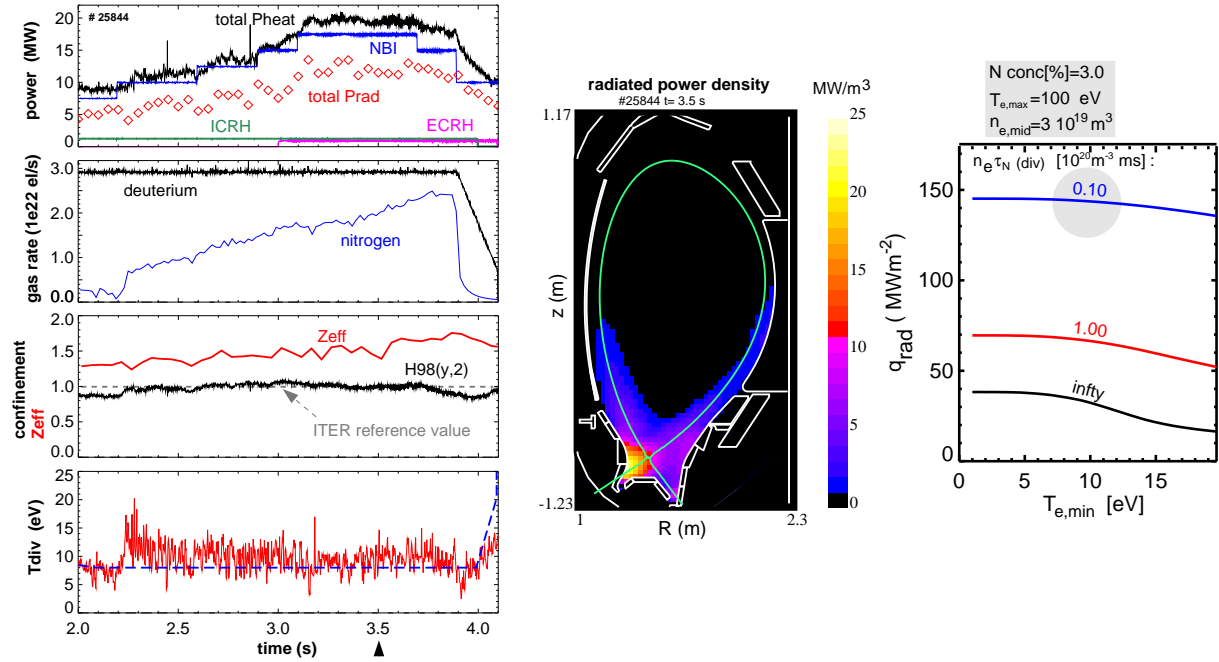 # 25844
total Pheat
NBI
total Prad
ICRH
ECRH
power (MW)
20
15
10
5
0
deuterium
nitrogen
gas rate (1e22 el/s)
3.0
2.0
1.0
0.0
Zeff
H98(y,2)
ITER reference value
confinement
Zeff
2.0
1.5
1.0
0.5
0.0
Tdiv (eV)
25
20
15
10
5
0
2.0 2.5 3.0 3.5 4.0
time (s)
radiated power density
#25844 t= 3.5 s
1.17
z (m)
-1.23
1 2.3
R (m)
MW/m³
25
20
15
10
5
0
N conc[%]=3.0
Te,max=100 eV
ne,mid=3 10¹⁹m³
neτN (div) [10²⁰m⁻³ ms] :
0.10
1.00
infty
qrad ( MWm⁻²)
150
100
50
0
0 5 10 15
Te,min [eV]